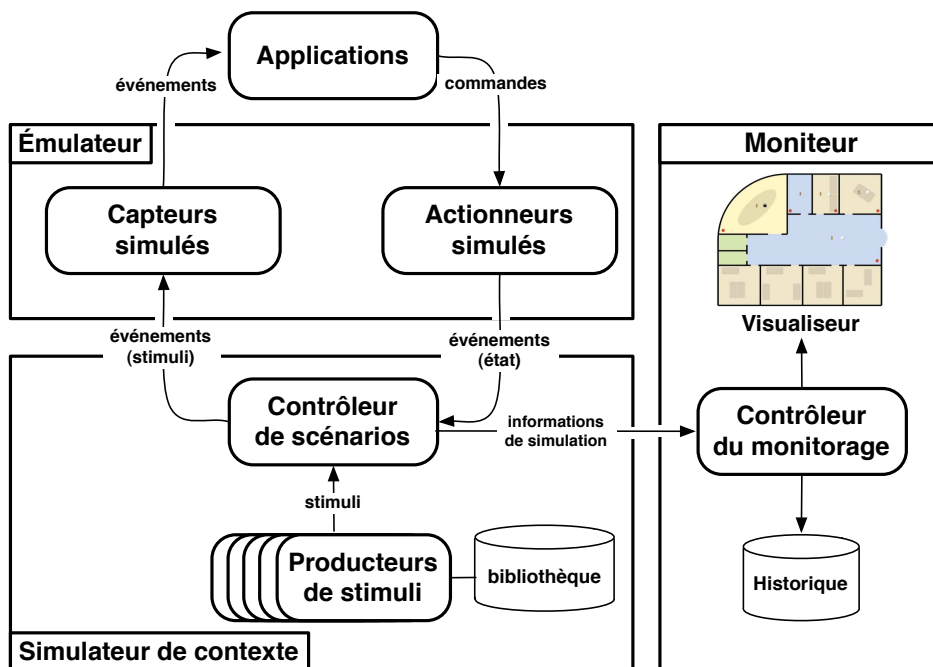 Applications
événements
commandes
Émulateur
Moniteur
Capteurs
simulés
Actionneurs
simulés
Visualiseur
événements
(stimuli)
événements
(état)
Contrôleur
de scénarios
informations
de simulation
Contrôleur
du monitorage
stimuli
Producteurs
de stimuli
bibliothèque
Historique
Simulateur de contexte